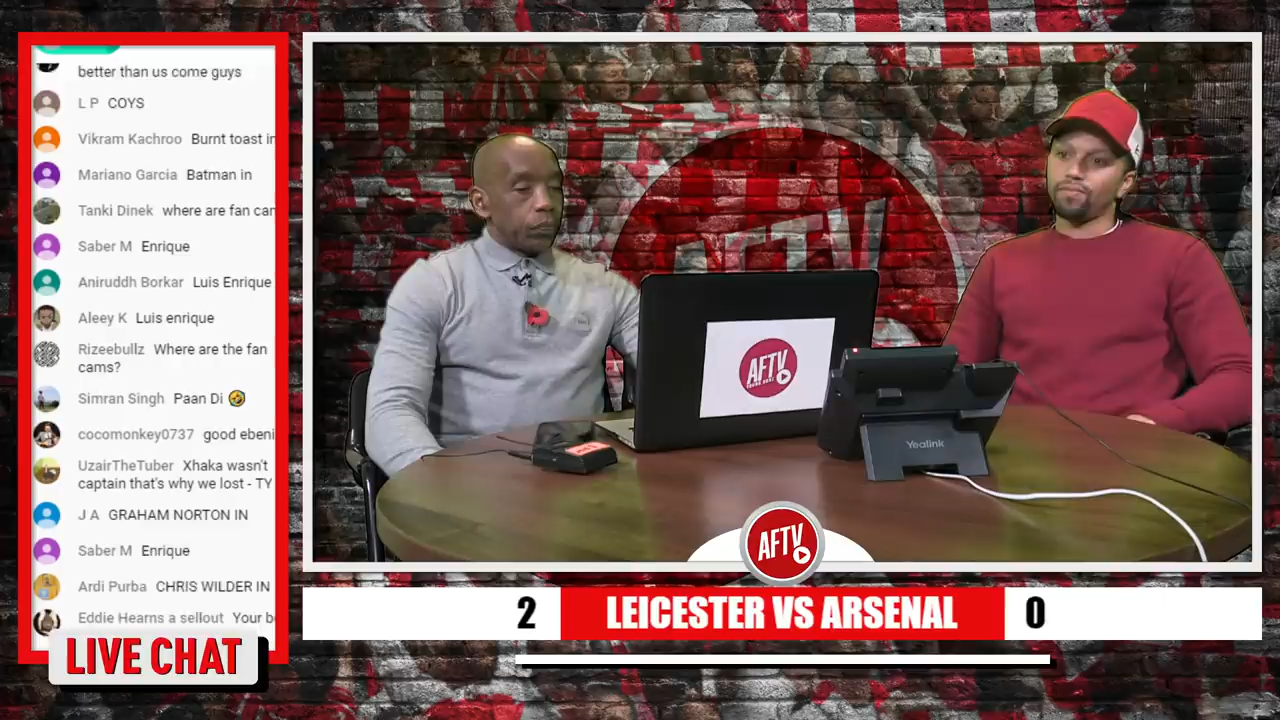 better than us come guys
L P COYS
Vikram Kachroo Burnt toast in
Mariano Garcia Batman in
Tanki Dinek where are fan cam
Saber M Enrique
Aniruddh Borkar Luis Enrique
Aleey K Luis enrique
Rizeebullz Where are the fan
cams?
Simran Singh Paan Di 🤣
cocomonkey0737 good ebeni
UzairTheTuber Xhaka wasn't
captain that's why we lost - TY
J A GRAHAM NORTON IN
Saber M Enrique
Ardi Purba CHRIS WILDER IN
Eddie Hearns a sellout Your b
LIVE CHAT
AFTV
AFTV
Yealink
AFTV
2 LEICESTER VS ARSENAL 0